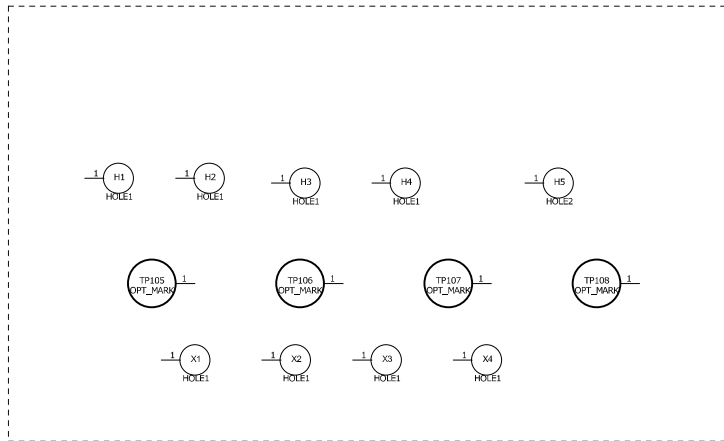 1 H1 1 H2 1 H3 1 H4 1 H5
HOLE1 HOLE1 HOLE1 HOLE1 HOLE2
TP105 1 TP106 1 TP107 1 TP108 1
OPT_MARK OPT_MARK OPT_MARK OPT_MARK
1 X1 1 X2 1 X3 1 X4
HOLE1 HOLE1 HOLE1 HOLE1